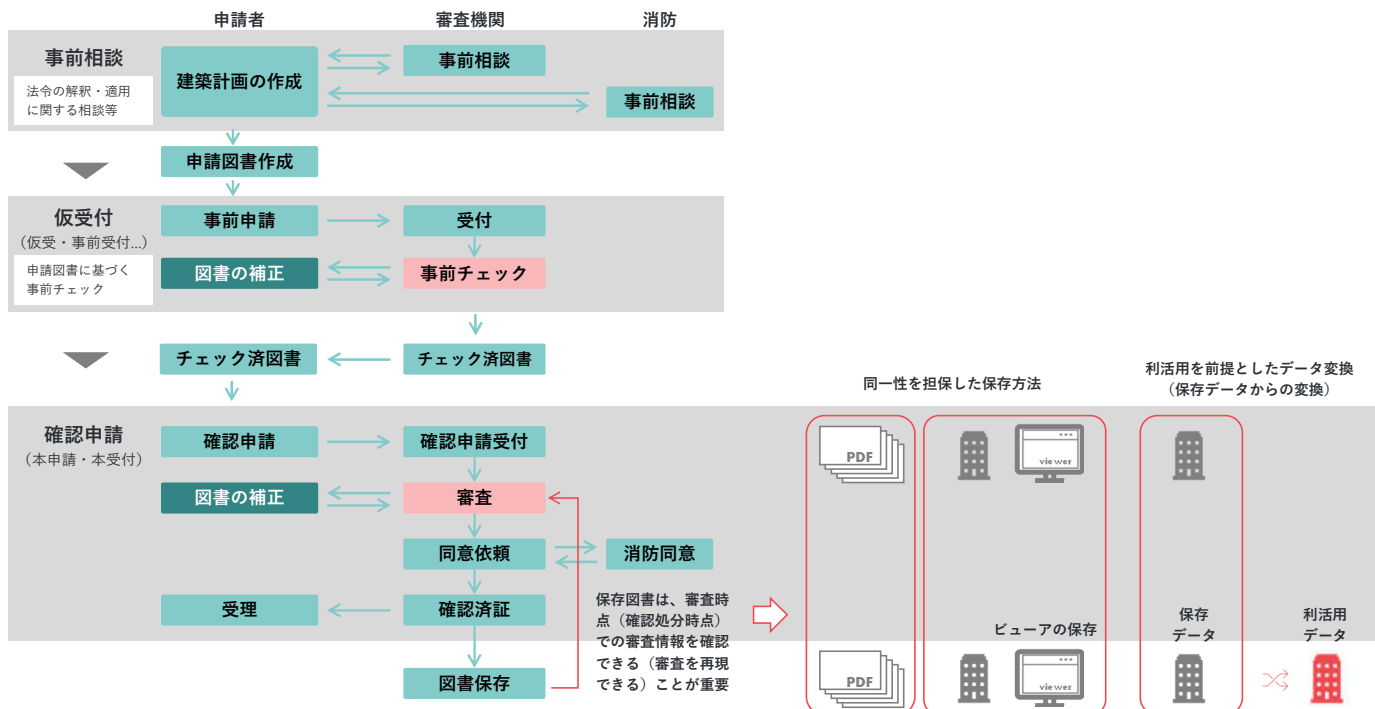 申請者
審査機関
消防
事前相談
法令の解釈・適用
に関する相談等
建築計画の作成
事前相談
事前相談
申請図書作成
仮受付
（仮受・事前受付...）
申請図書に基づく
事前チェック
事前申請
受付
図書の補正
事前チェック
チェック済図書
チェック済図書
同一性を担保した保存方法
利活用を前提としたデータ変換
（保存データからの変換）
確認申請
（本申請・本受付）
確認申請
確認申請受付
図書の補正
審査
同意依頼
消防同意
受理
確認済証
図書保存
保存図書は、審査時
点（確認処分時点）
での審査情報を確認
できる（審査を再現
できる）ことが重要
PDF
viewer
ビューアの保存
保存
データ
利活用
データ
PDF
viewer